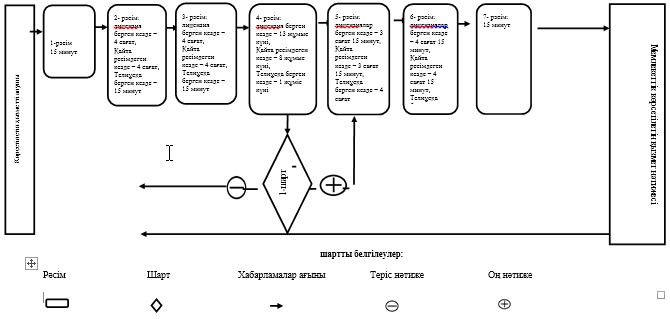 1-рәсім
15 минут
2- рәсім:
лицензия
берген кезде –
4 сағат,
Қайта
ресімдеген
кезде – 4 сағат,
Телнұсқа
берген кезде –
15 минут
3- рәсім:
лицензия
берген кезде –
4 сағат,
Қайта
ресімдеген
кезде – 4 сағат,
Телнұсқа
берген кезде –
15 минут
4- рәсім:
лицензия берген
кезде – 13 жұмыс
күні,
Қайта ресімдеген
кезде – 8 жұмыс
күні,
Телнұсқа берген
кезде – 1 жұмыс
күні
5- рәсім:
берген кезде – 3
сағат 15 минут,
Қайта
ресімдеген
кезде – 3 сағат
15 минут,
Телнұсқа
берген кезде – 4
сағат
6- рәсім:
берген кезде
– 4 сағат 15
минут,
Қайта
ресімдеген
кезде – 4
сағат 15
минут,
Телнұсқа
7- рәсім:
15 минут
Мемлекеттік көрсетілетін қызмет нәтижесі
1-шарт
шартты белгілеулер:
Рәсім Шарт Хабарламалар ағыны Теріс нәтиже Оң нәтиже